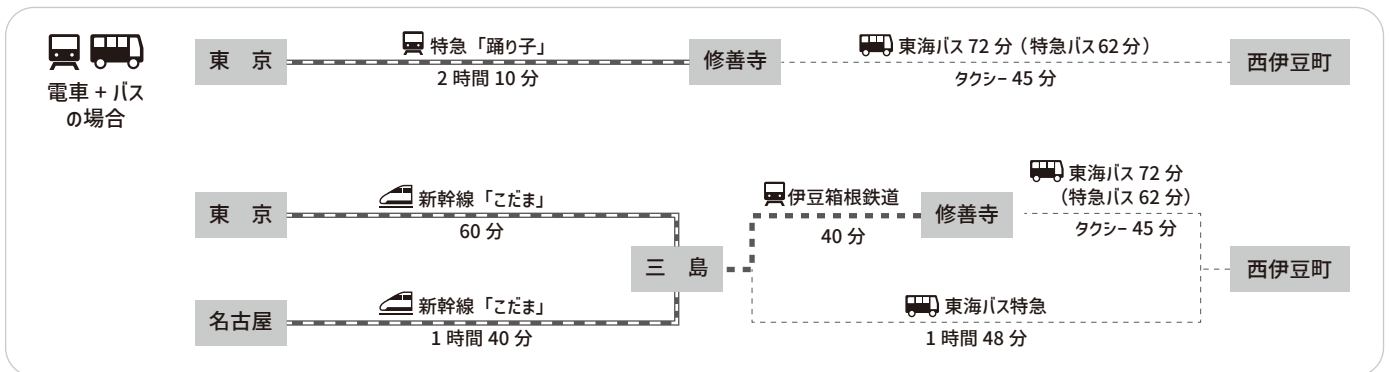 電車 + バス
の場合
東 京
特急「踊り子」
2 時間 10 分
修善寺
東海バス 72 分（特急バス 62 分）
タクシー 45 分
西伊豆町
東 京
新幹線「こだま」
60 分
名古屋
新幹線「こだま」
1 時間 40 分
三 島
伊豆箱根鉄道
40 分
修善寺
東海バス 72 分
（特急バス 62 分）
タクシー 45 分
東海バス特急
1 時間 48 分
西伊豆町